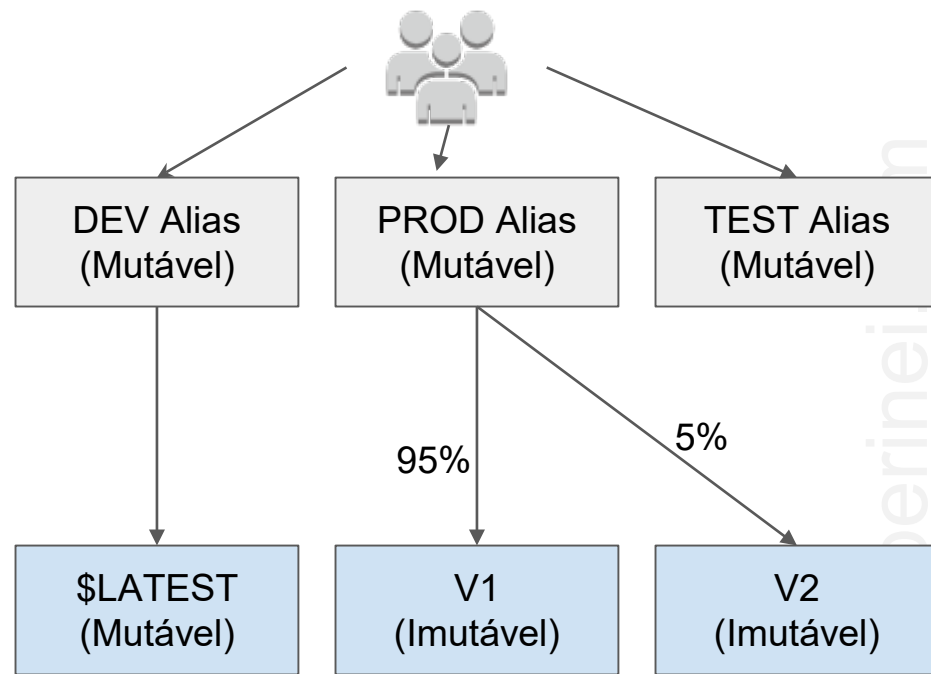 DEV Alias
(Mutável)
PROD Alias
(Mutável)
TEST Alias
(Mutável)
95%
5%
$LATEST
(Mutável)
V1
(Imutável)
V2
(Imutável)